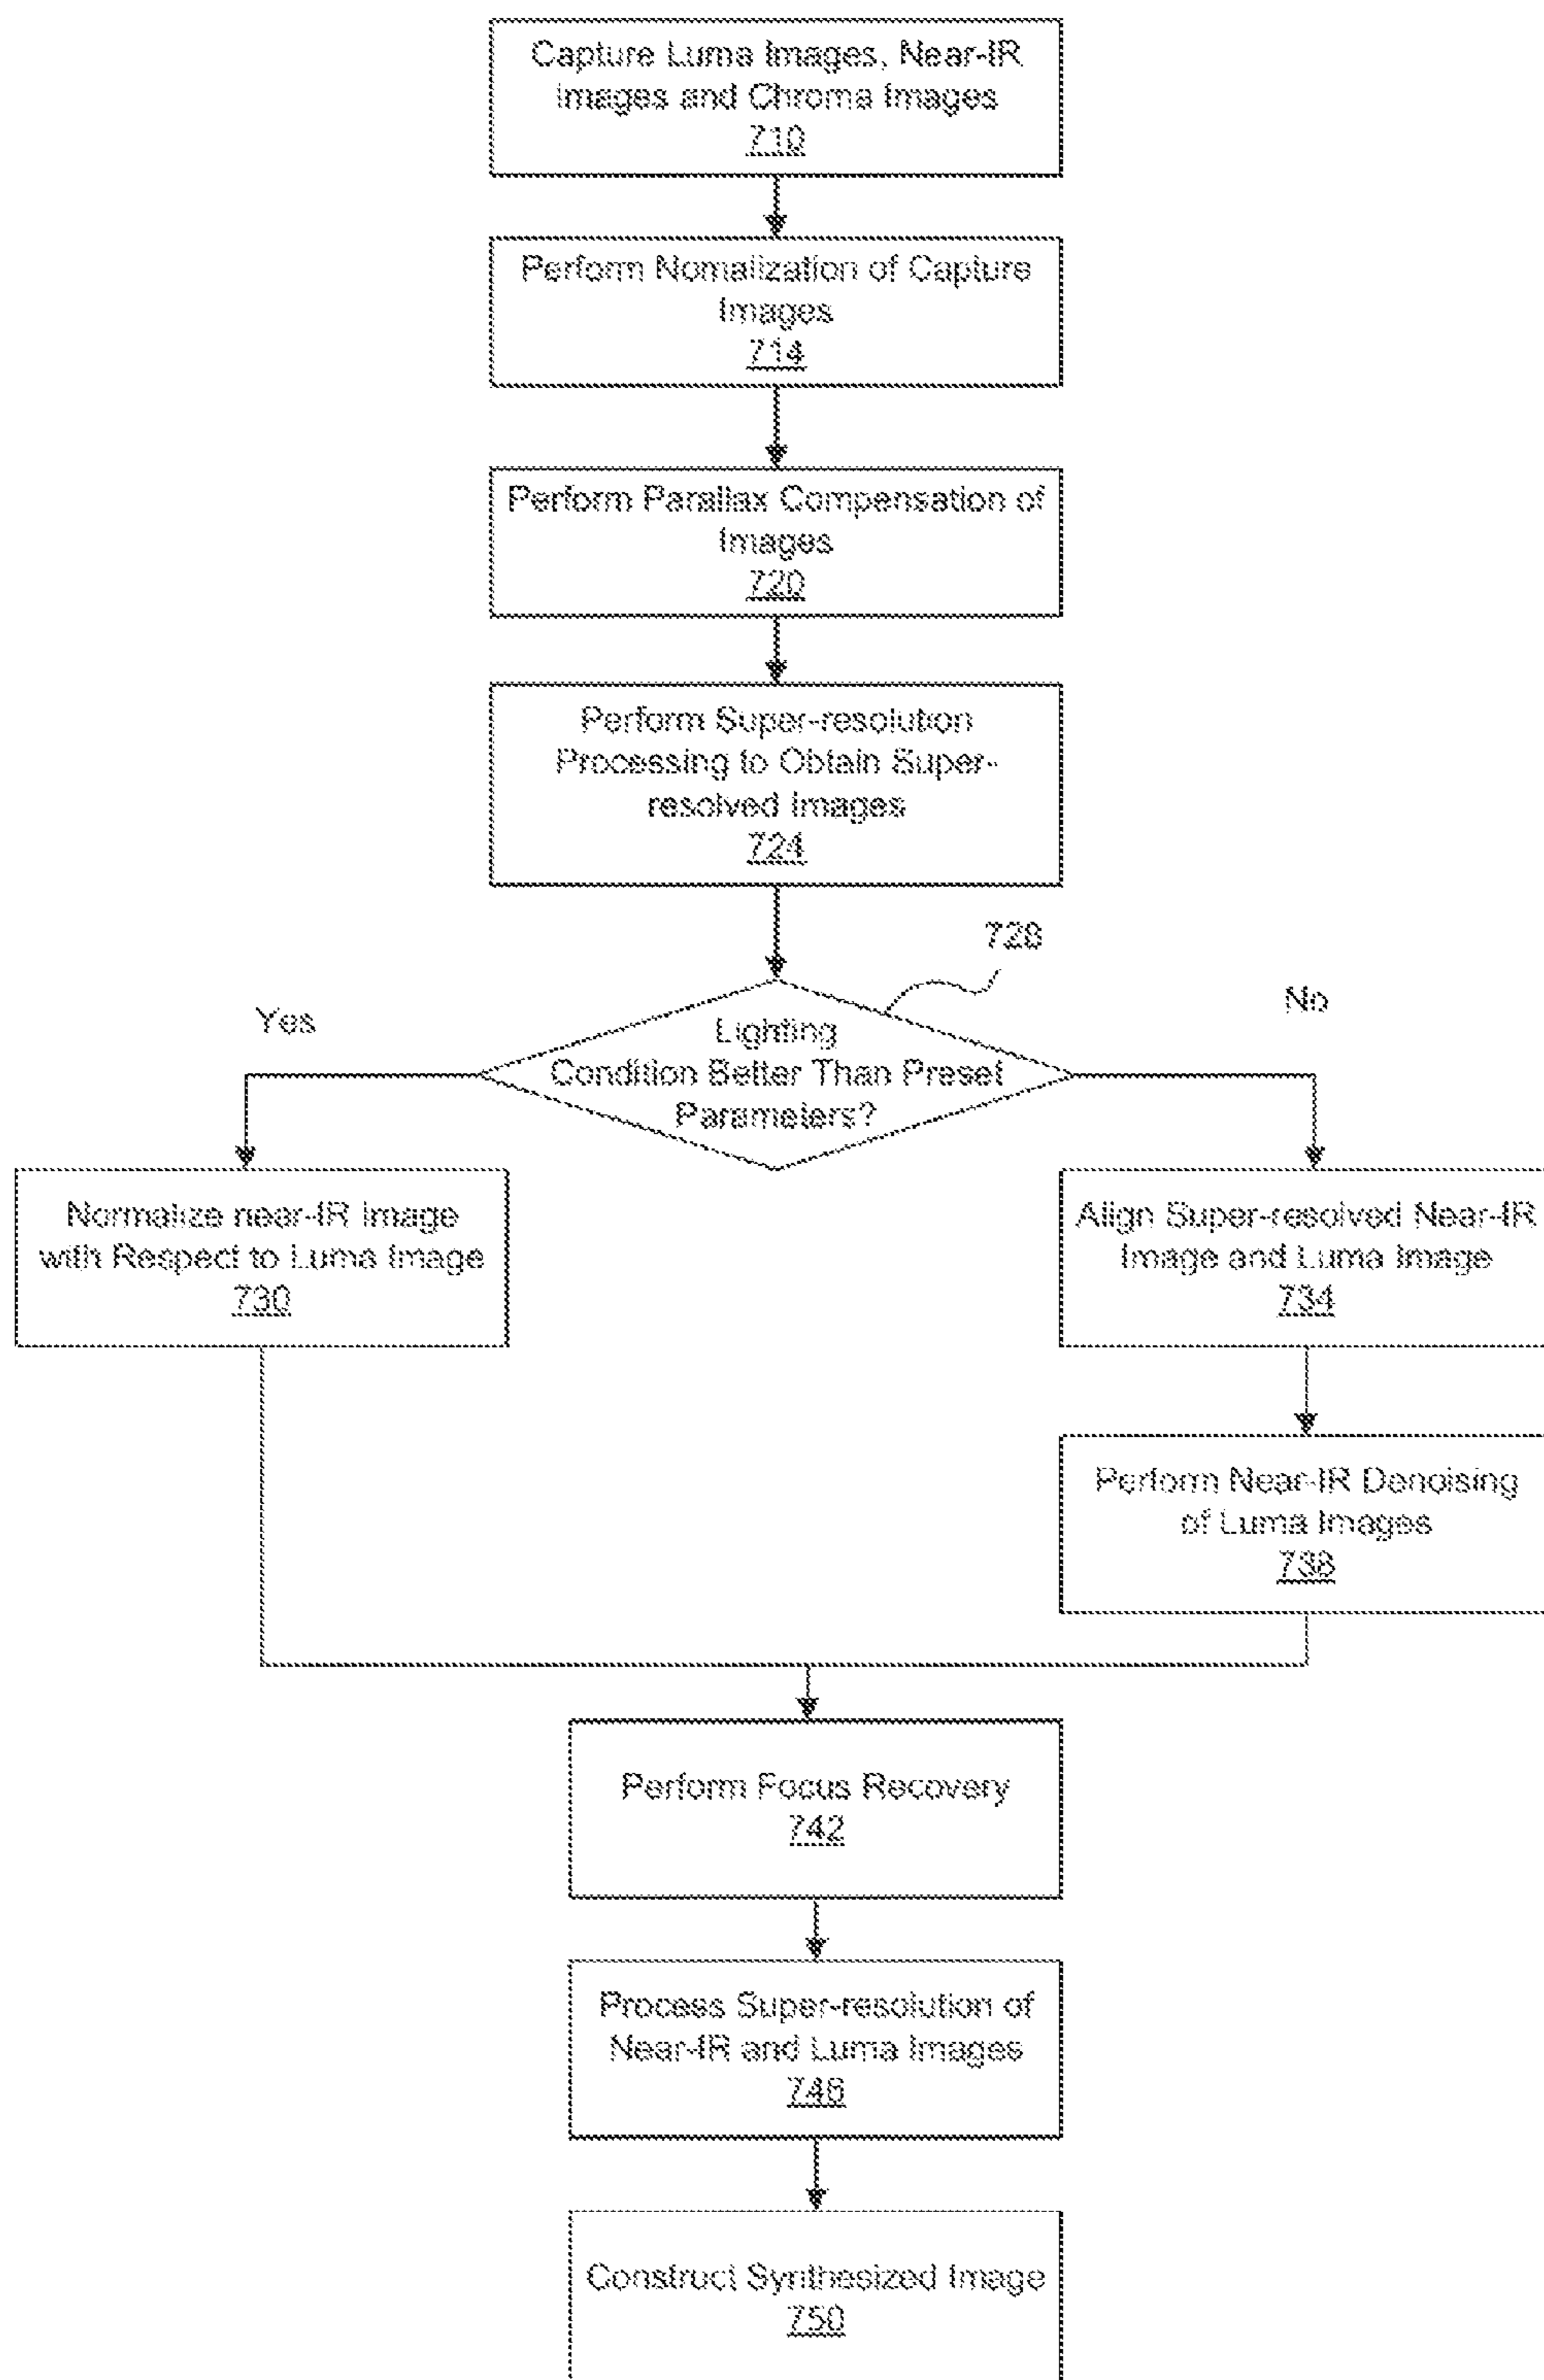 Capture Luma Images, Near-IR
Images and Chroma Images
710
Perform Nomalization of Capture
Images
714
Perform Parallax Compensation of
Images
720
Perform Super-resolution
Processing to Obtain Super-
resolved Images
724
728
Yes
No
Lighting
Condition Better Than Preset
Parameters?
Normalize near-IR Image
with Respect to Luma Image
730
Align Super-resolved Near-IR
Image and Luma Image
734
Perform Near-IR Denoising
of Luma Images
738
Perform Focus Recovery
742
Process Super-resolution of
Near-IR and Luma Images
746
Construct Synthesized Image
750